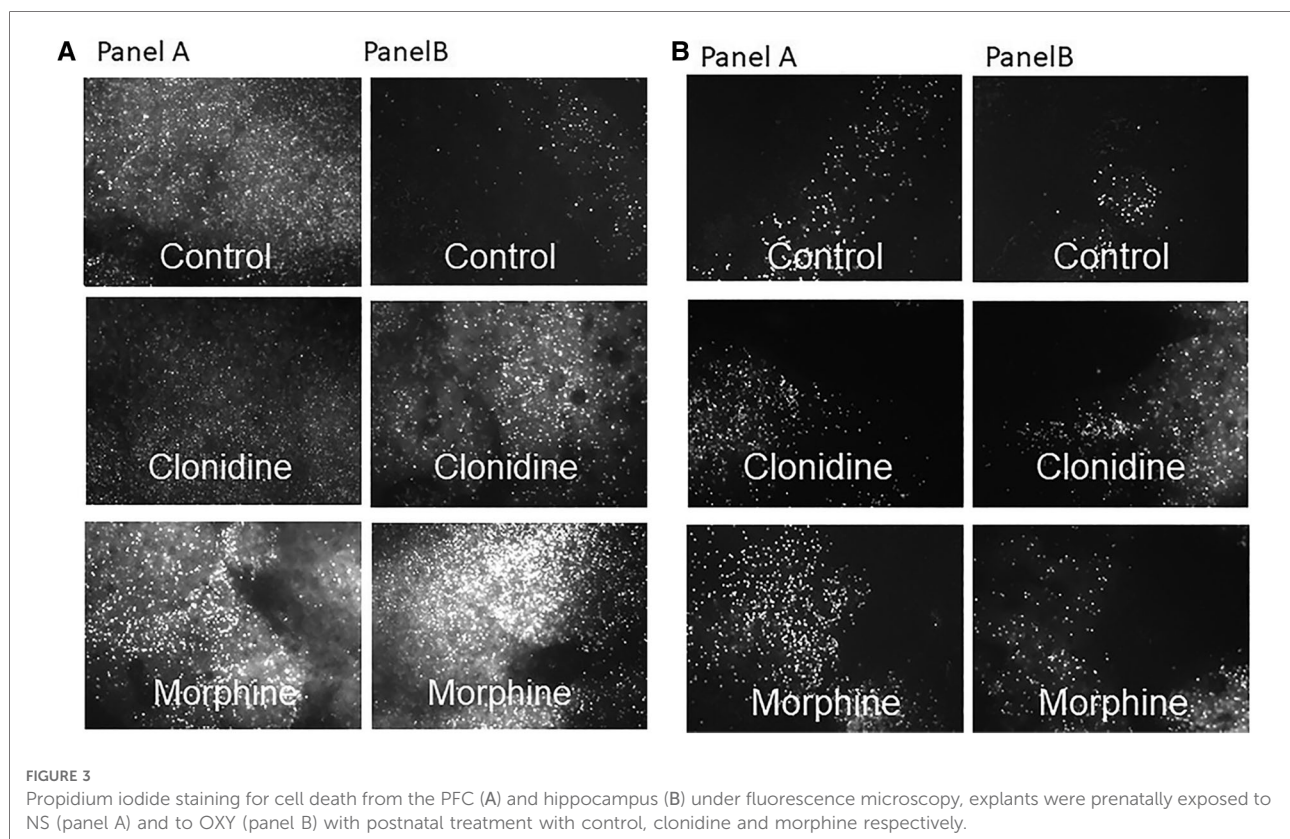 A Panel A PanelB B Panel A PanelB
Control Control Control Control
Clonidine Clonidine Clonidine Clonidine
Morphine Morphine Morphine Morphine
FIGURE 3
Propidium iodide staining for cell death from the PFC (A) and hippocampus (B) under fluorescence microscopy, explants were prenatally exposed to
NS (panel A) and to OXY (panel B) with postnatal treatment with control, clonidine and morphine respectively.